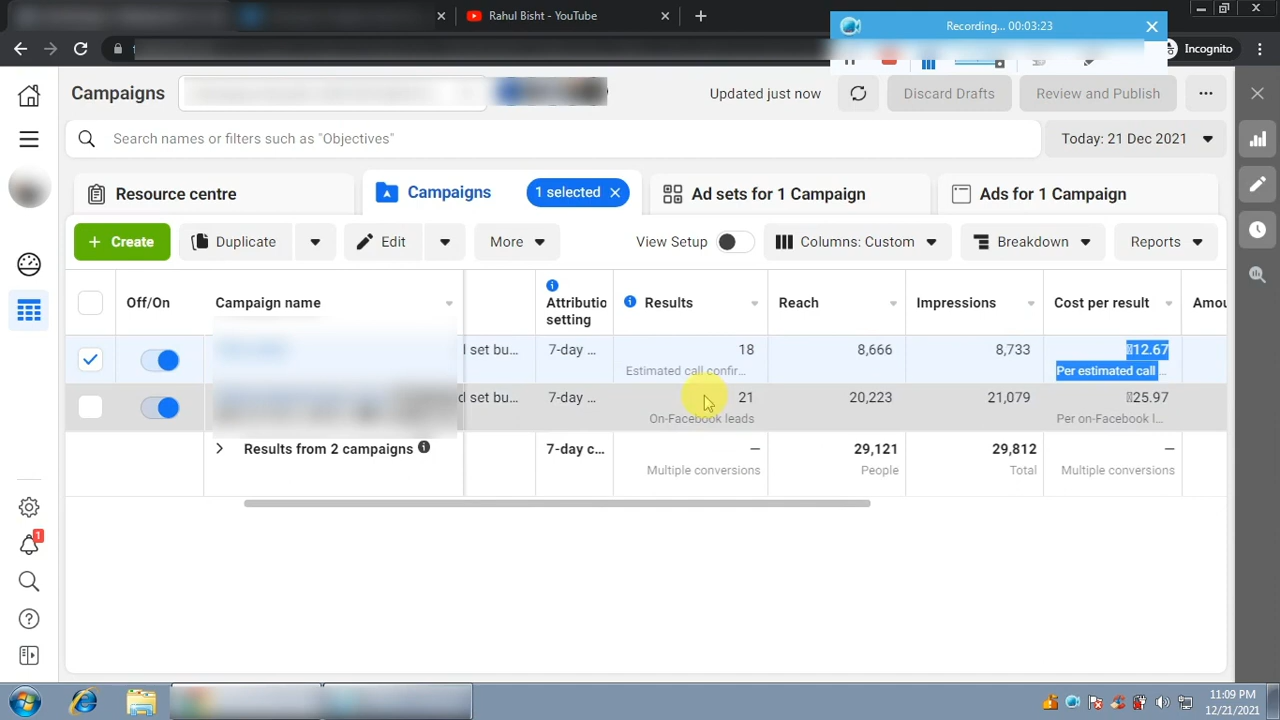 Rahul Bisht - YouTube
Recording... 00:03:23
Incognito
Campaigns
Updated just now
Discard Drafts
Review and Publish
Search names or filters such as "Objectives"
Today: 21 Dec 2021
Resource centre
Campaigns
1 selected
Ad sets for 1 Campaign
Ads for 1 Campaign
+ Create
Duplicate
Edit
More
View Setup
Columns: Custom
Breakdown
Reports
Off/On
Campaign name
Attributio
setting
Results
Reach
Impressions
Cost per result
Amou
d set bu...
7-day ...
18
Estimated call confir...
8,666
8,733
12.67
Per estimated call ...
d set bu...
7-day ...
21
On-Facebook leads
20,223
21,079
25.97
Per on-Facebook l...
Results from 2 campaigns
7-day c...
—
Multiple conversions
29,121
People
29,812
Total
—
Multiple conversions
1
11:09 PM
12/21/2021